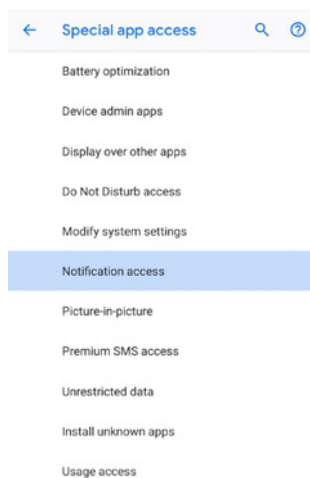 Special app access
Battery optimization
Device admin apps
Display over other apps
Do Not Disturb access
Modify system settings
Notification access
Picture-in-picture
Premium SMS access
Unrestricted data
Install unknown apps
Usage access